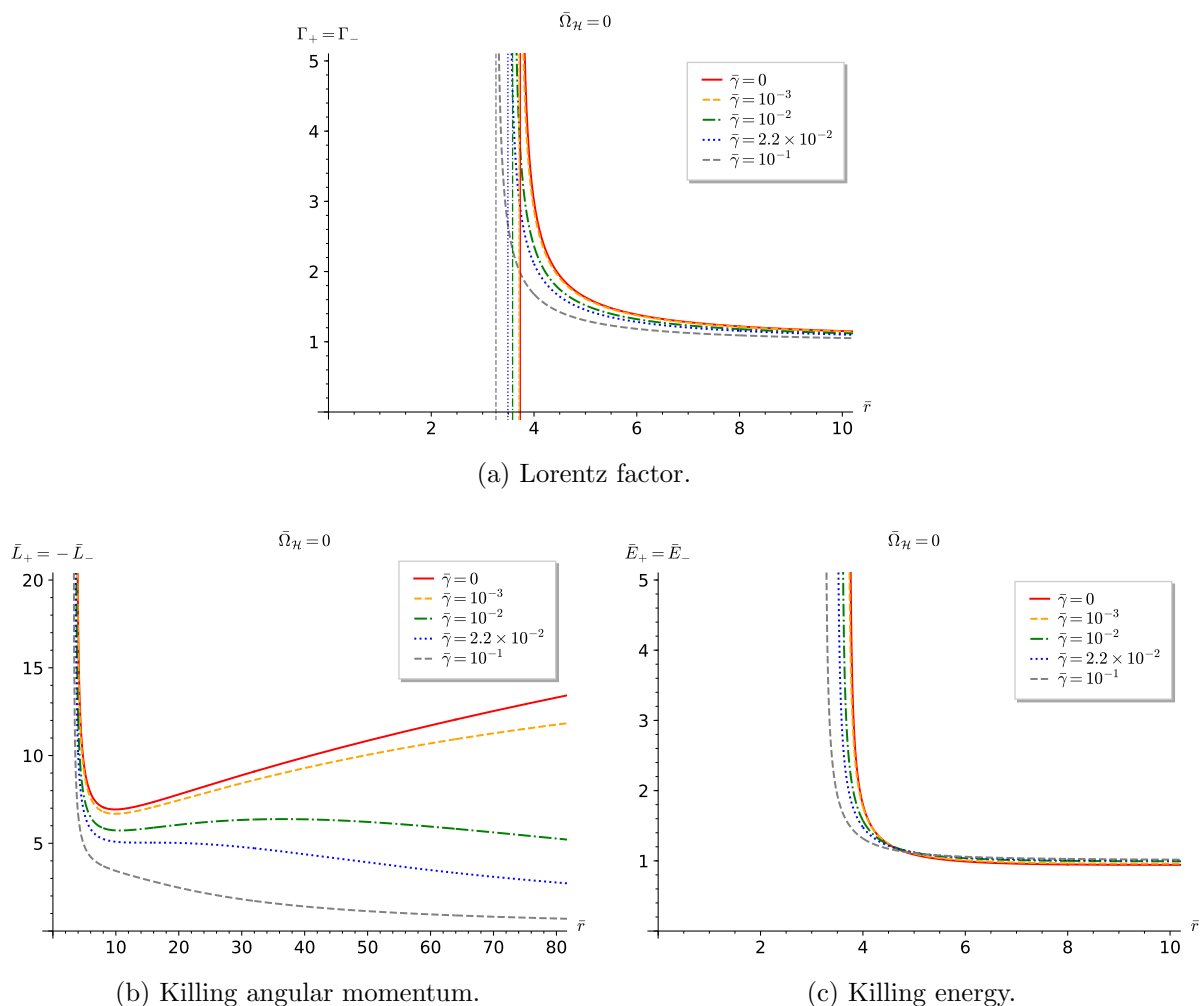 Ω̄_ℋ = 0
Γ₊ = Γ₋
γ̄ = 0
γ̄ = 10⁻³
γ̄ = 10⁻²
γ̄ = 2.2 × 10⁻²
γ̄ = 10⁻¹
5
4
3
2
1
2 4 6 8 10
r̄
(a) Lorentz factor.
Ω̄_ℋ = 0
L̄₊ = − L̄₋
γ̄ = 0
γ̄ = 10⁻³
γ̄ = 10⁻²
γ̄ = 2.2 × 10⁻²
γ̄ = 10⁻¹
20
15
10
5
10 20 30 40 50 60 70 80
r̄
(b) Killing angular momentum.
Ω̄_ℋ = 0
Ē₊ = Ē₋
γ̄ = 0
γ̄ = 10⁻³
γ̄ = 10⁻²
γ̄ = 2.2 × 10⁻²
γ̄ = 10⁻¹
5
4
3
2
1
2 4 6 8 10
r̄
(c) Killing energy.